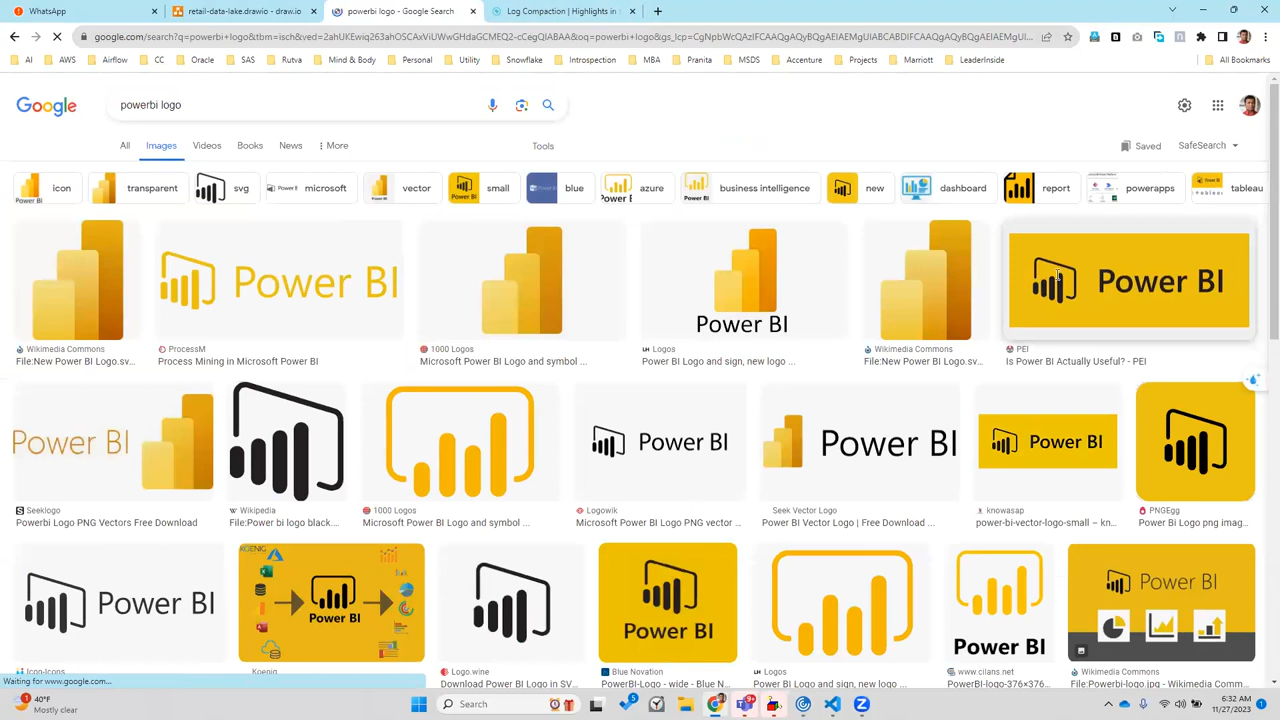 WhatsApp
retail-data-lake.drawio - draw.io
powerbi logo - Google Search
Log Compaction | Highlights in
google.com/search?q=powerbi+logo&tbm=isch&ved=2ahUKEwiq263ahOSCAxViUWwGHdaGCMEQ2-cCegQIABAA&oq=powerbi+logo&gs_lcp=CgNpbWcQAzIFCAAQgAQyBQgAEIAEMgUIABCABDIFCAAQgAQyBQgAEIAEMgUIABCABDIFCAAQgAQyBQgAEIAEMgUIABCABDIFCAAQgAQ...
AI
AWS
Airflow
CC
Oracle
SAS
Rutva
Mind & Body
Personal
Utility
Snowflake
Introspection
MBA
Pranita
MSDS
Accenture
Projects
Marriott
LeaderInside
All Bookmarks
Google
powerbi logo
All
Images
Videos
Books
News
More
Tools
Saved
SafeSearch
icon
transparent
svg
microsoft
vector
small
blue
azure
business intelligence
new
dashboard
report
powerapps
tableau
Power BI
Power BI
Power BI
Wikimedia Commons
File:New Power BI Logo.sv...
ProcessM
Process Mining in Microsoft Power BI
1000 Logos
Microsoft Power BI Logo and symbol ...
Logos
Power BI Logo and sign, new logo ...
Wikimedia Commons
File:New Power BI Logo.sv...
PEI
Is Power BI Actually Useful? - PEI
Power BI
Power BI
Power BI
Power BI
Seeklogo
Powerbi Logo PNG Vectors Free Download
Wikipedia
File:Power bi logo black....
1000 Logos
Microsoft Power BI Logo and symbol ...
Logowik
Microsoft Power BI Logo PNG vector ...
Seek Vector Logo
Power BI Vector Logo | Free Download ...
knowasap
power-bi-vector-logo-small – kn...
PNGEgg
Power Bi Logo png imag...
Power BI
KOENIG
Power BI
Power BI
Power BI
Power BI
Icon-Icons
Koenig
Logo.wine
Download Power BI Logo in SV...
Blue Novation
PowerBI-Logo - wide - Blue N...
Logos
Power BI Logo and sign, new logo ...
www.cilans.net
PowerBI-logo-376×376...
Wikimedia Commons
File:Powerbi-logo.jpg - Wikimedia Comm...
Waiting for www.google.com...
40°F
Mostly clear
Search
6:32 AM
11/27/2023